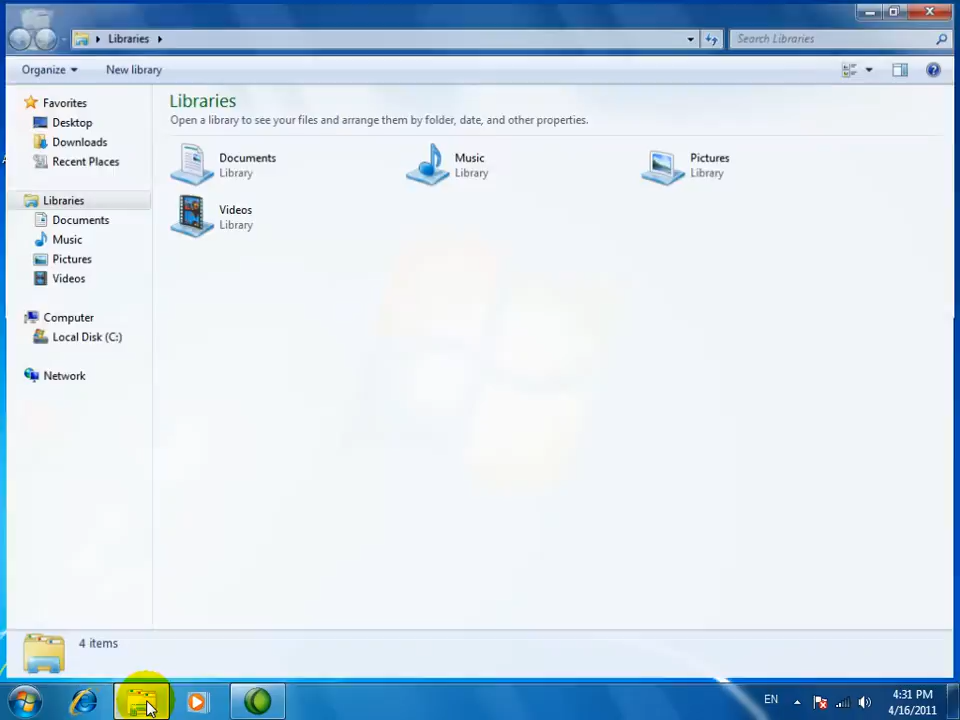 Libraries
Search Libraries
Organize
New library
Favorites
Desktop
Downloads
Recent Places
Libraries
Documents
Music
Pictures
Videos
Computer
Local Disk (C:)
Network
Libraries
Open a library to see your files and arrange them by folder, date, and other properties.
Documents
Library
Music
Library
Pictures
Library
Videos
Library
4 items
EN
4:31 PM
4/16/2011